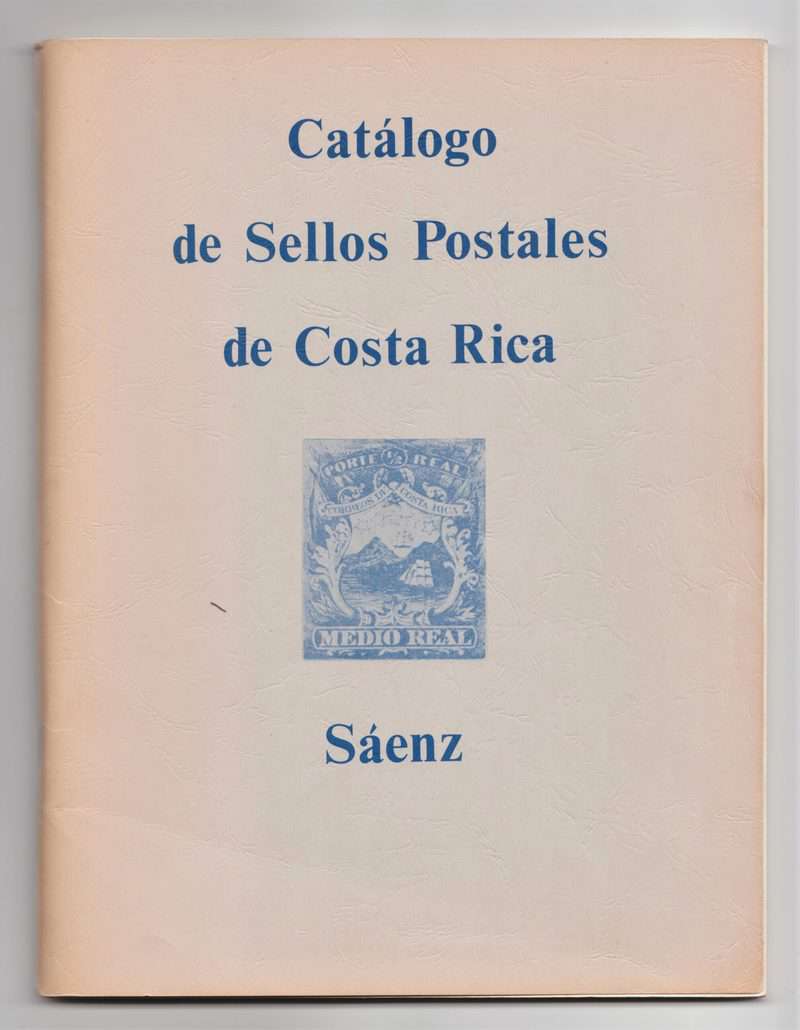 Catálogo
de Sellos Postales
de Costa Rica
PORTE 1/2 REAL
CORREOS DE COSTA RICA
MEDIO REAL
Sáenz